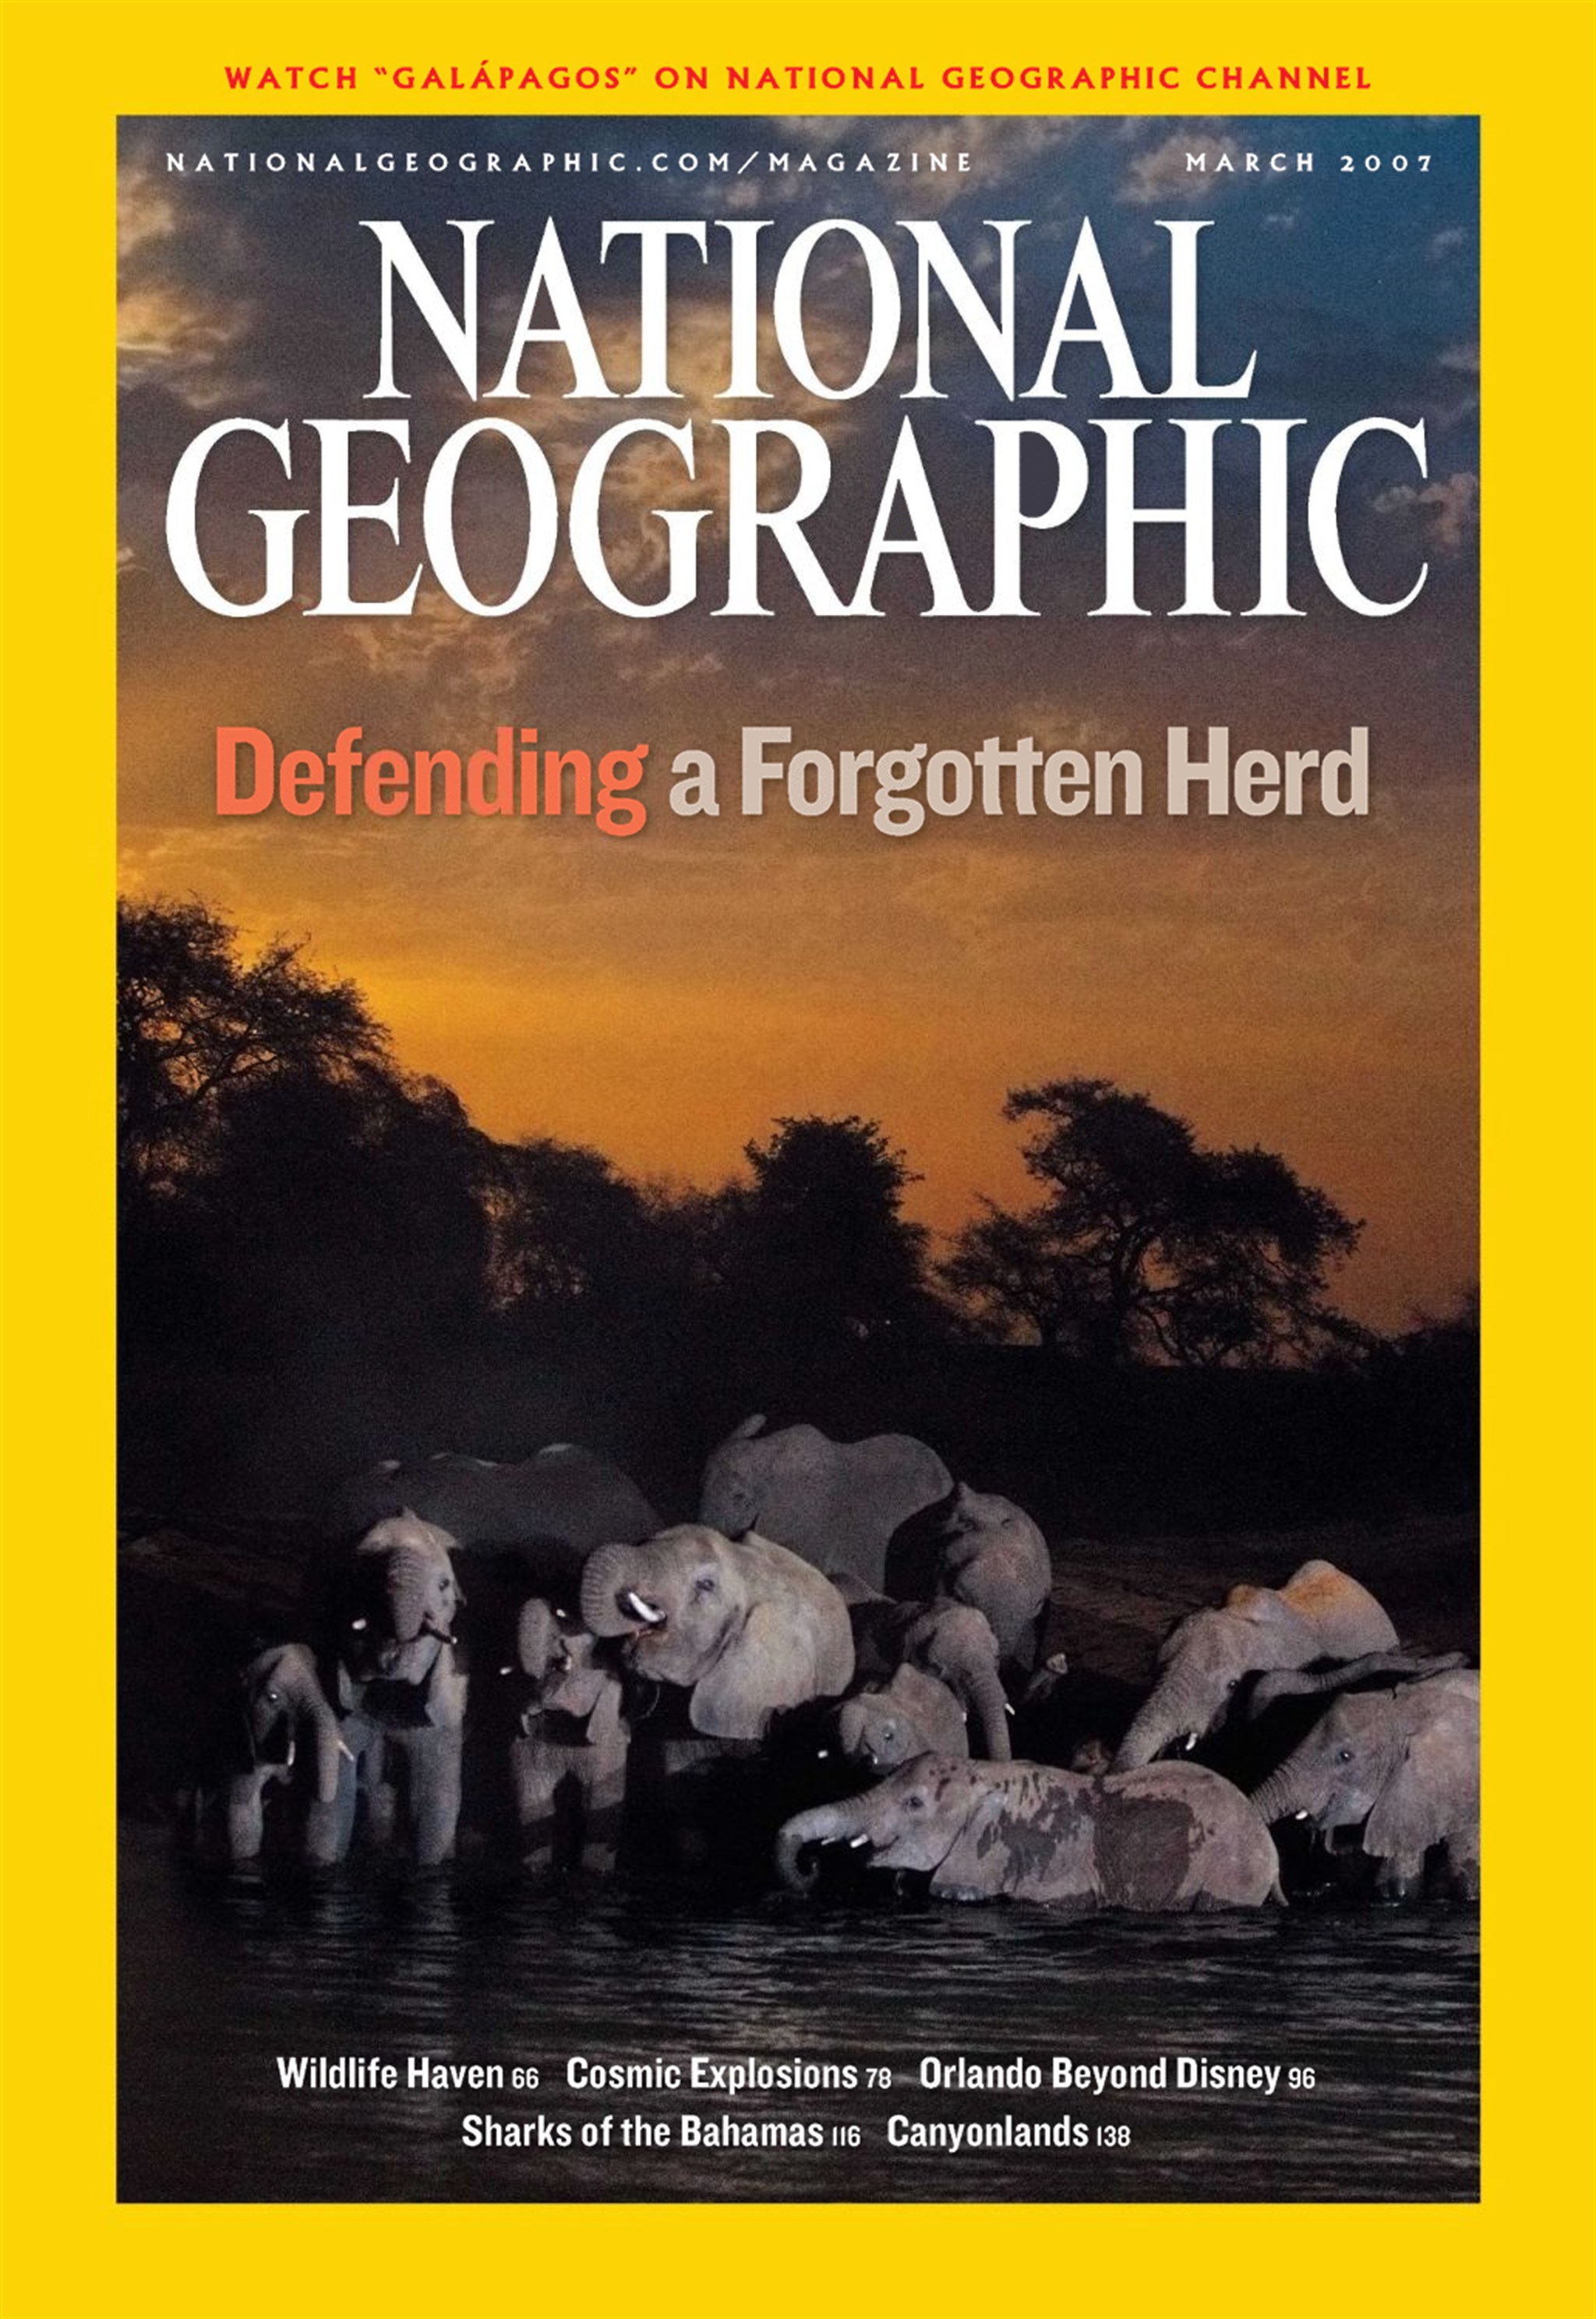 WATCH “GALÁPAGOS” ON NATIONAL GEOGRAPHIC CHANNEL
NATIONALGEOGRAPHIC.COM/MAGAZINE MARCH 2007
NATIONAL
GEOGRAPHIC
Defending a Forgotten Herd
Wildlife Haven 66 Cosmic Explosions 78 Orlando Beyond Disney 96
Sharks of the Bahamas 116 Canyonlands 138